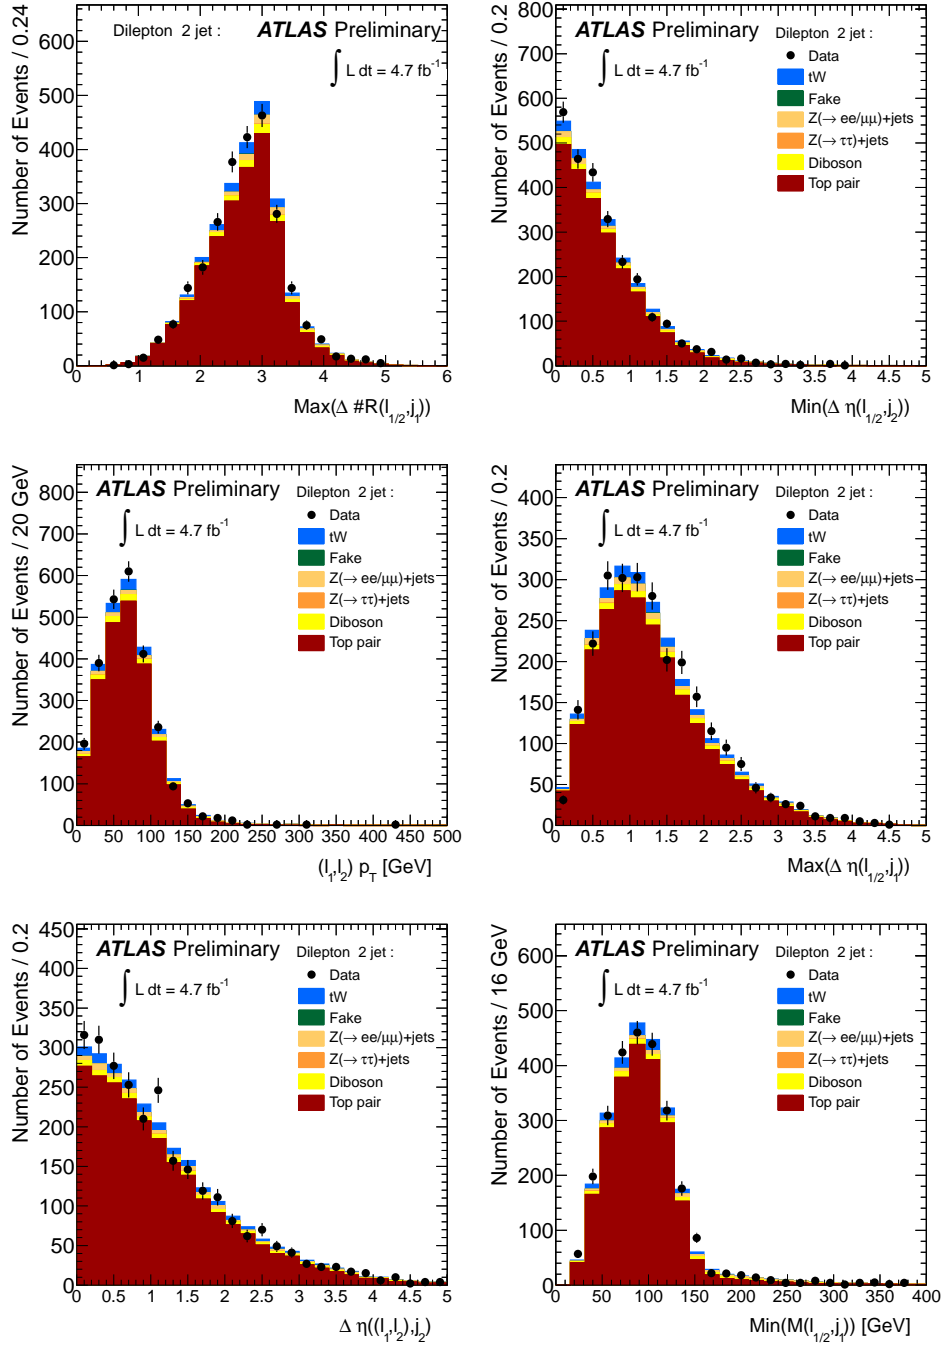 Number of Events / 0.24
Dilepton 2 jet :
ATLAS Preliminary
∫ L dt = 4.7 fb⁻¹
600
500
400
300
200
100
0
0 1 2 3 4 5 6
Max(Δ #R(l₁/₂,j₁))
Number of Events / 0.2
ATLAS Preliminary
∫ L dt = 4.7 fb⁻¹
Dilepton 2 jet :
Data
tW
Fake
Z(→ ee/μμ)+jets
Z(→ ττ)+jets
Diboson
Top pair
800
700
600
500
400
300
200
100
0
0 0.5 1 1.5 2 2.5 3 3.5 4 4.5 5
Min(Δ η(l₁/₂,j₂))
Number of Events / 20 GeV
ATLAS Preliminary
∫ L dt = 4.7 fb⁻¹
Dilepton 2 jet :
Data
tW
Fake
Z(→ ee/μμ)+jets
Z(→ ττ)+jets
Diboson
Top pair
800
700
600
500
400
300
200
100
0
0 50 100 150 200 250 300 350 400 450 500
(l₁,l₂) p_T [GeV]
Number of Events / 0.2
ATLAS Preliminary
∫ L dt = 4.7 fb⁻¹
Dilepton 2 jet :
Data
tW
Fake
Z(→ ee/μμ)+jets
Z(→ ττ)+jets
Diboson
Top pair
400
350
300
250
200
150
100
50
0
0 0.5 1 1.5 2 2.5 3 3.5 4 4.5 5
Max(Δ η(l₁/₂,j₁))
Number of Events / 0.2
ATLAS Preliminary
∫ L dt = 4.7 fb⁻¹
Dilepton 2 jet :
Data
tW
Fake
Z(→ ee/μμ)+jets
Z(→ ττ)+jets
Diboson
Top pair
450
400
350
300
250
200
150
100
50
0
0 0.5 1 1.5 2 2.5 3 3.5 4 4.5 5
Δ η((l₁,l₂),j₂)
Number of Events / 16 GeV
ATLAS Preliminary
∫ L dt = 4.7 fb⁻¹
Dilepton 2 jet :
Data
tW
Fake
Z(→ ee/μμ)+jets
Z(→ ττ)+jets
Diboson
Top pair
600
500
400
300
200
100
0
50 100 150 200 250 300 350 400
Min(M(l₁/₂,j₁)) [GeV]